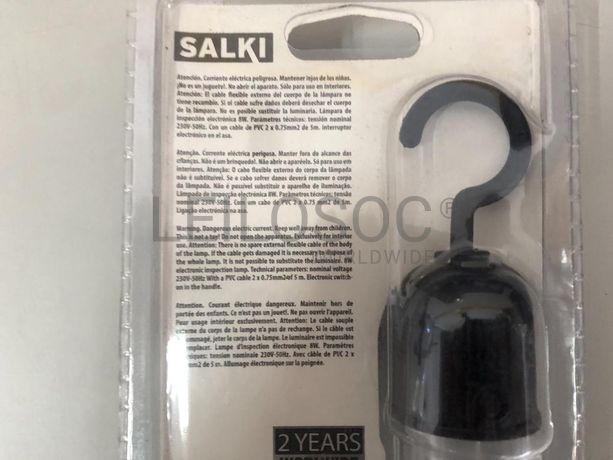 SALKI
Atención. Corriente eléctrica peligrosa. Mantener lejos de los niños.
¡No es un juguete!. No abrir el aparato. Sólo para uso en interiores.
Atención: El cable flexible externo del cuerpo de la lámpara no
tiene recambio. Si el cable sufre daños deberá desechar el cuerpo de
la lámpara. No es posible sustituir la luminaria. Lámpara de
inspección electrónica 8W. Parámetros técnicos: tensión nominal
230V-50Hz. Con un cable de PVC 2 x 0.75mm2 de 5m. interruptor
electrónico en el asa.
Atenção. Corrente eléctrica perigosa. Manter fora do alcance das
crianças. Não é um brinquedo!. Não abrir o aparelho. Só para uso em
interiores. Atenção: O cabo flexível externo do corpo da lâmpada
não é substituível. Se o cabo sofrer danos deverá remover o corpo
da lâmpada. Não é possível substituir a aparelho de iluminação.
Lâmpada de inspecção electrónica 8W. Parámetros técnicos: tensão
nominal 230V-50Hz. Com um cabo de PVC 2 x 0.75 mm2 de 5m.
Ligação electrónica na asa.
Warning. Dangerous electric current. Keep well away from children.
This is not a toy! Do not open the apparatus. Exclusively for interior
use. Attention: There is no spare external flexible cable of the body
of the lamp. If the cable gets damaged it is necessary to dispose of
the whole lamp. It is not possible to substitute the luminaire. 8W
electronic inspection lamp. Technical parameters: nominal voltage
230V-50Hz With a PVC cable 2 x 0.75mm2 of 5 m. Electronic switch
on in the handle.
Attention. Courant électrique dangereux. Maintenir hors de
portée des enfants. Ce n'est pas un jouet!. Ne pas ouvrir l'appareil.
Pour usage intérieur exclusivement. Attention: Le cable souple
externe du corps de la lampe n'a pas de rechange. Si le câble est
endommagé, jeter le corps de la lampe. Le luminaire est impossible
remplacer. Lampe d'inspection électronique 8W. Paramètres
techniques: tension nominale 230V-50Hz. Avec câble de PVC 2 x
mm2 de 5 m. Allumage électronique sur la poignée.
LEILOSOC®
WORLDWIDE
2 YEARS